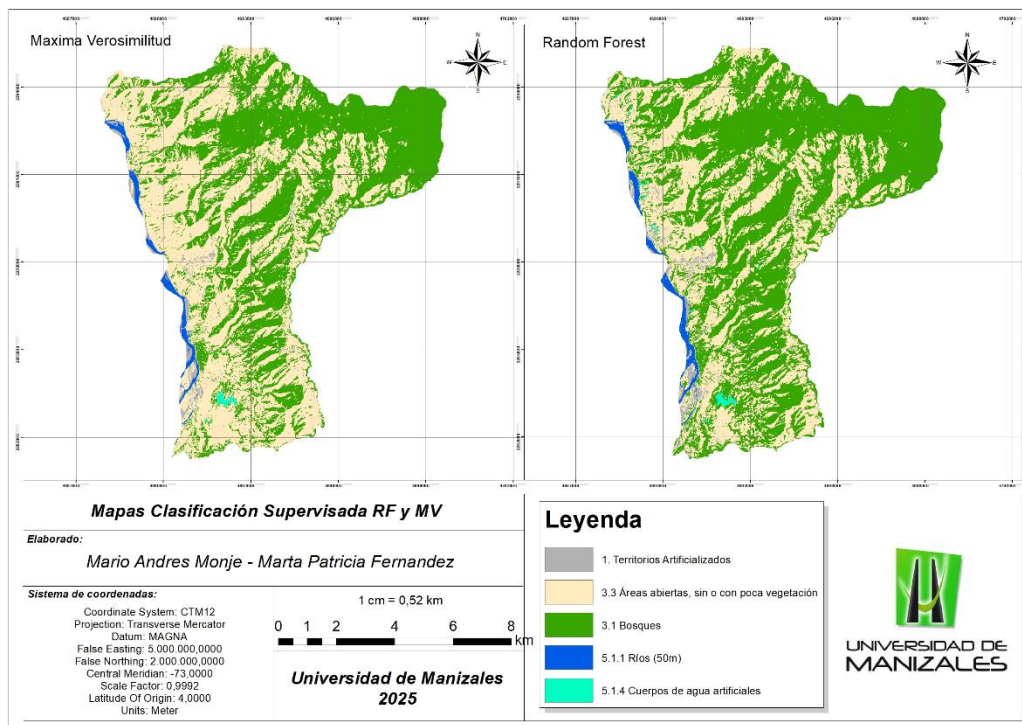 Maxima Verosimilitud
N
W
E
S
Random Forest
N
W
E
S
Mapas Clasificación Supervisada RF y MV
Elaborado:
Mario Andres Monje - Marta Patricia Fernandez
Sistema de coordenadas:
Coordinate System: CTM12
Projection: Transverse Mercator
Datum: MAGNA
False Easting: 5.000.000,0000
False Northing: 2.000.000,0000
Central Meridian: -73,0000
Scale Factor: 0,9992
Latitude Of Origin: 4,0000
Units: Meter
1 cm = 0,52 km
0 1 2 4 6 8
km
Universidad de Manizales
2025
Leyenda
1. Territorios Artificializados
3.3 Áreas abiertas, sin o con poca vegetación
3.1 Bosques
5.1.1 Ríos (50m)
5.1.4 Cuerpos de agua artificiales
UNIVERSIDAD DE
MANIZALES